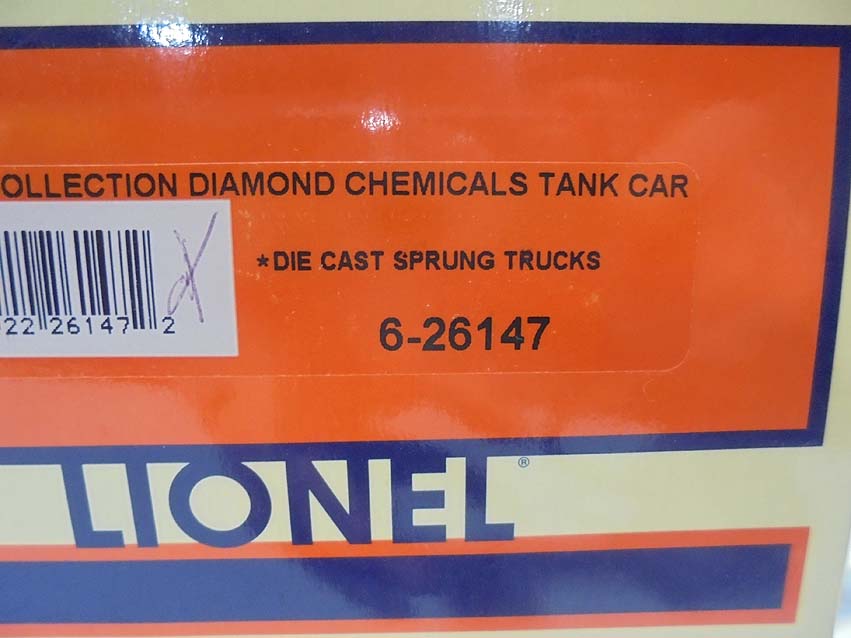 OLLECTION DIAMOND CHEMICALS TANK CAR
*DIE CAST SPRUNG TRUCKS
22 26147 2
6-26147
LIONEL®